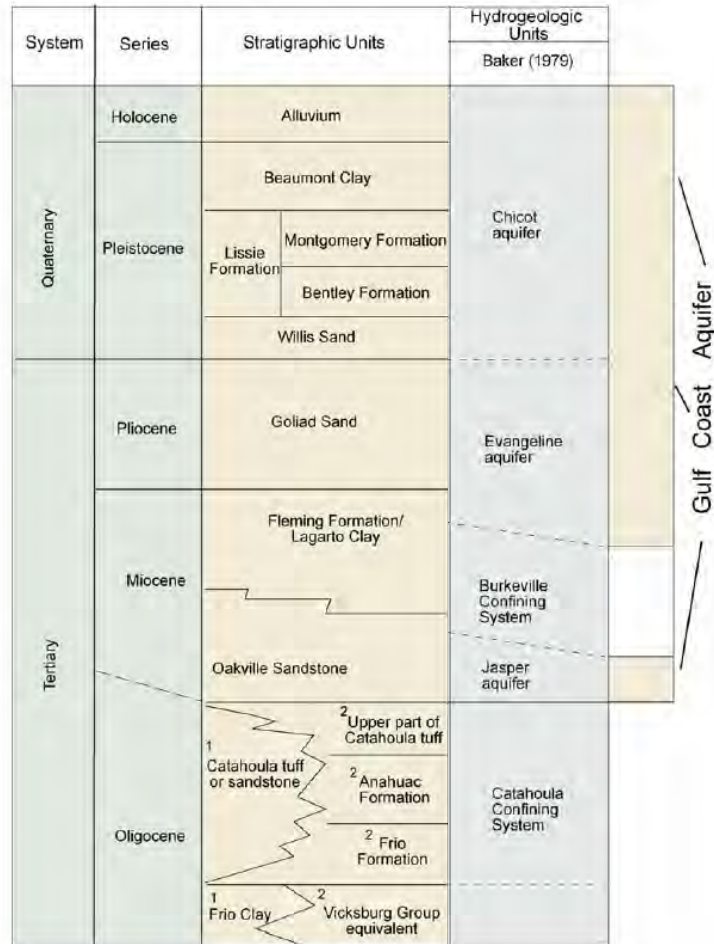 System
Series
Stratigraphic Units
Hydrogeologic
Units
Baker (1979)
Quaternary
Holocene
Alluvium
Pleistocene
Beaumont Clay
Lissie
Formation
Montgomery Formation
Bentley Formation
Willis Sand
Chicot
aquifer
Tertiary
Pliocene
Goliad Sand
Evangeline
aquifer
Miocene
Fleming Formation/
Lagarto Clay
Burkeville
Confining
System
Oakville Sandstone
Jasper
aquifer
Oligocene
1
Catahoula tuff
or sandstone
2 Upper part of
Catahoula tuff
2 Anahuac
Formation
2 Frio
Formation
Catahoula
Confining
System
1
Frio Clay
2
Vicksburg Group
equivalent
Gulf Coast Aquifer